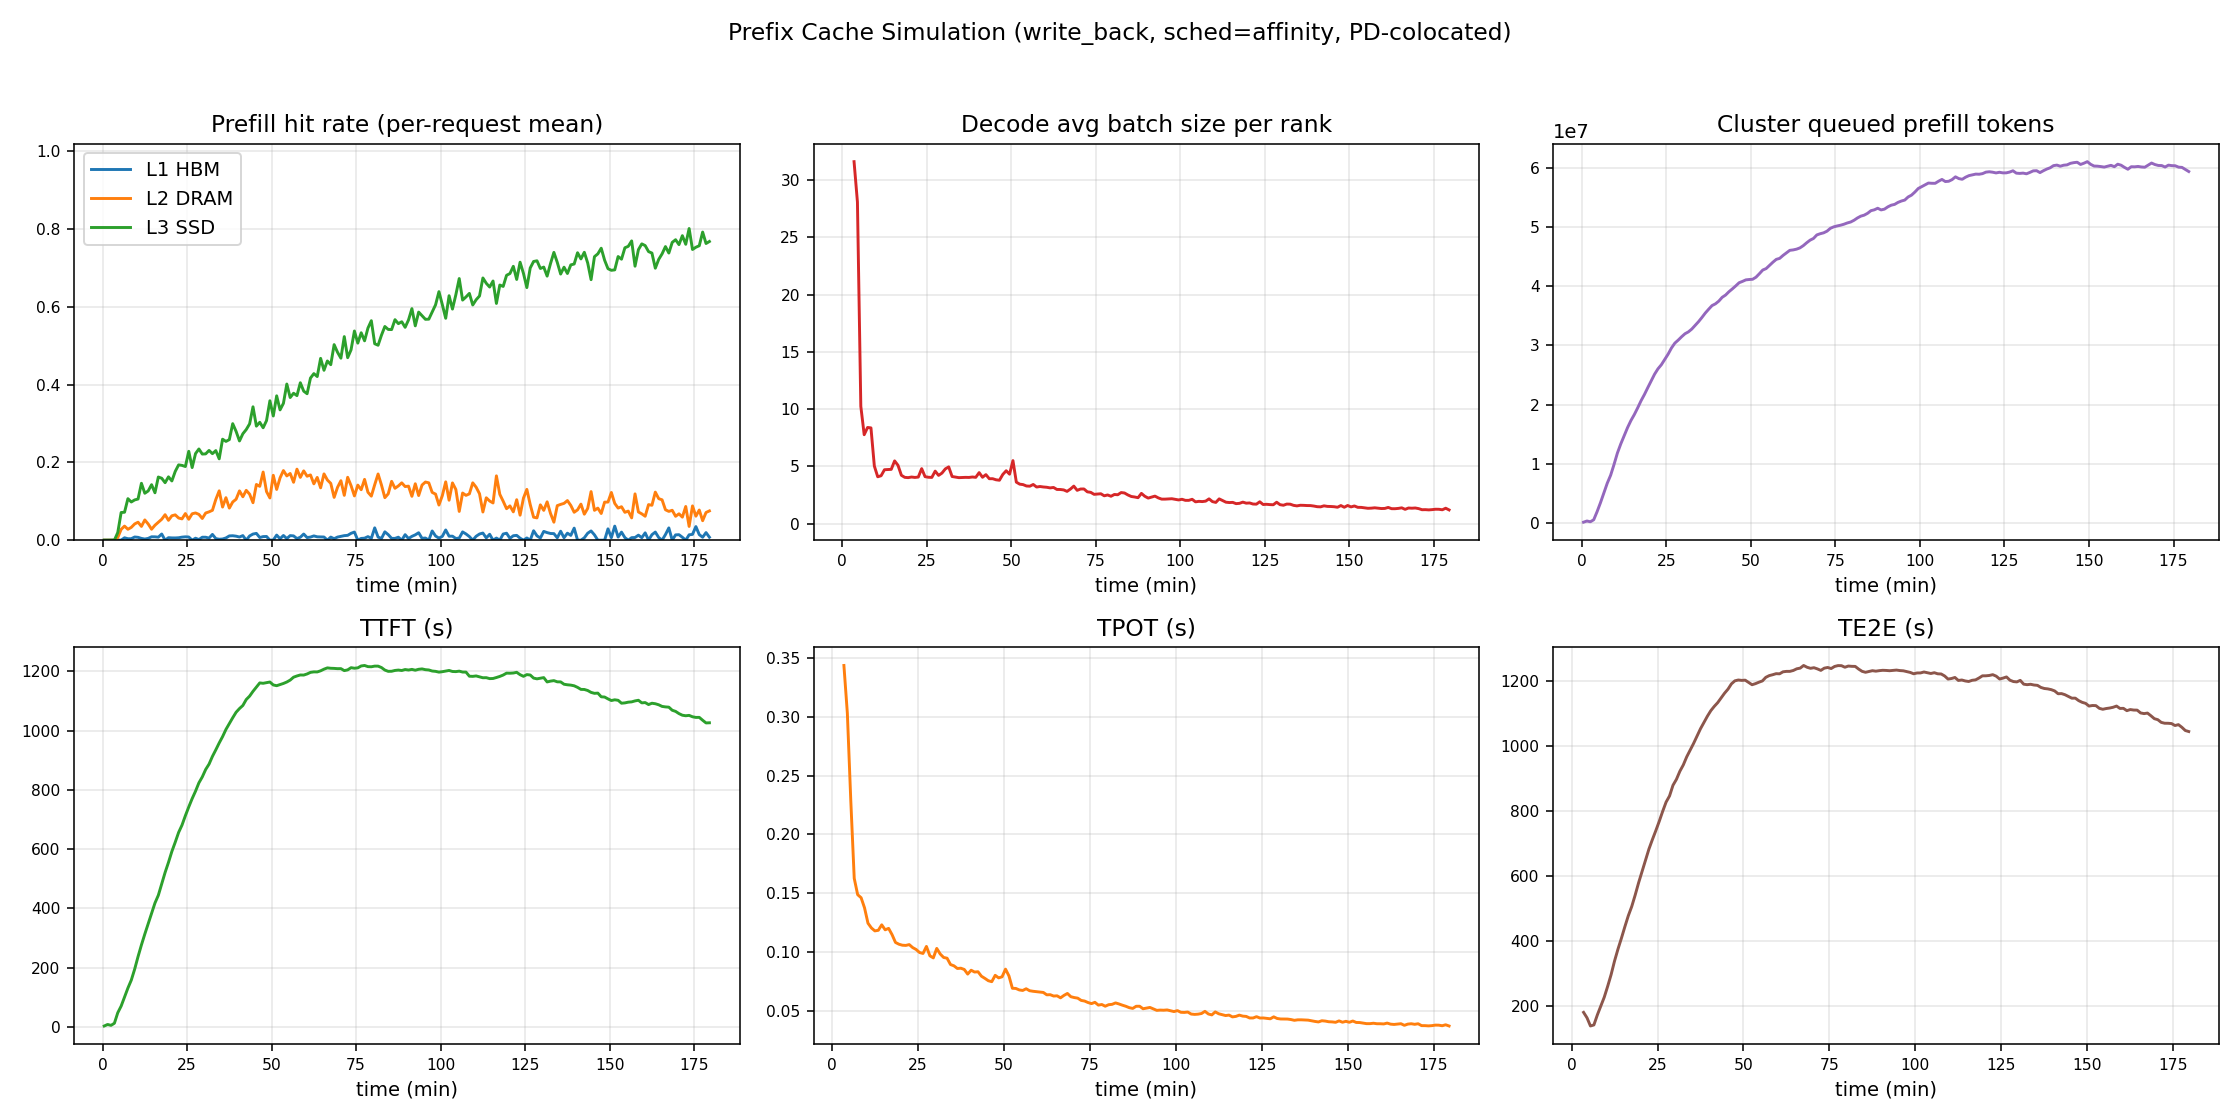 Prefix Cache Simulation (write_back, sched=affinity, PD-colocated)
Prefill hit rate (per-request mean)
1.0
0.8
0.6
0.4
0.2
0.0
L1 HBM
L2 DRAM
L3 SSD
0 25 50 75 100 125 150 175
time (min)
Decode avg batch size per rank
30
25
20
15
10
5
0
0 25 50 75 100 125 150 175
time (min)
Cluster queued prefill tokens
1e7
6
5
4
3
2
1
0
0 25 50 75 100 125 150 175
time (min)
TTFT (s)
1200
1000
800
600
400
200
0
0 25 50 75 100 125 150 175
time (min)
TPOT (s)
0.35
0.30
0.25
0.20
0.15
0.10
0.05
0 25 50 75 100 125 150 175
time (min)
TE2E (s)
1200
1000
800
600
400
200
0 25 50 75 100 125 150 175
time (min)